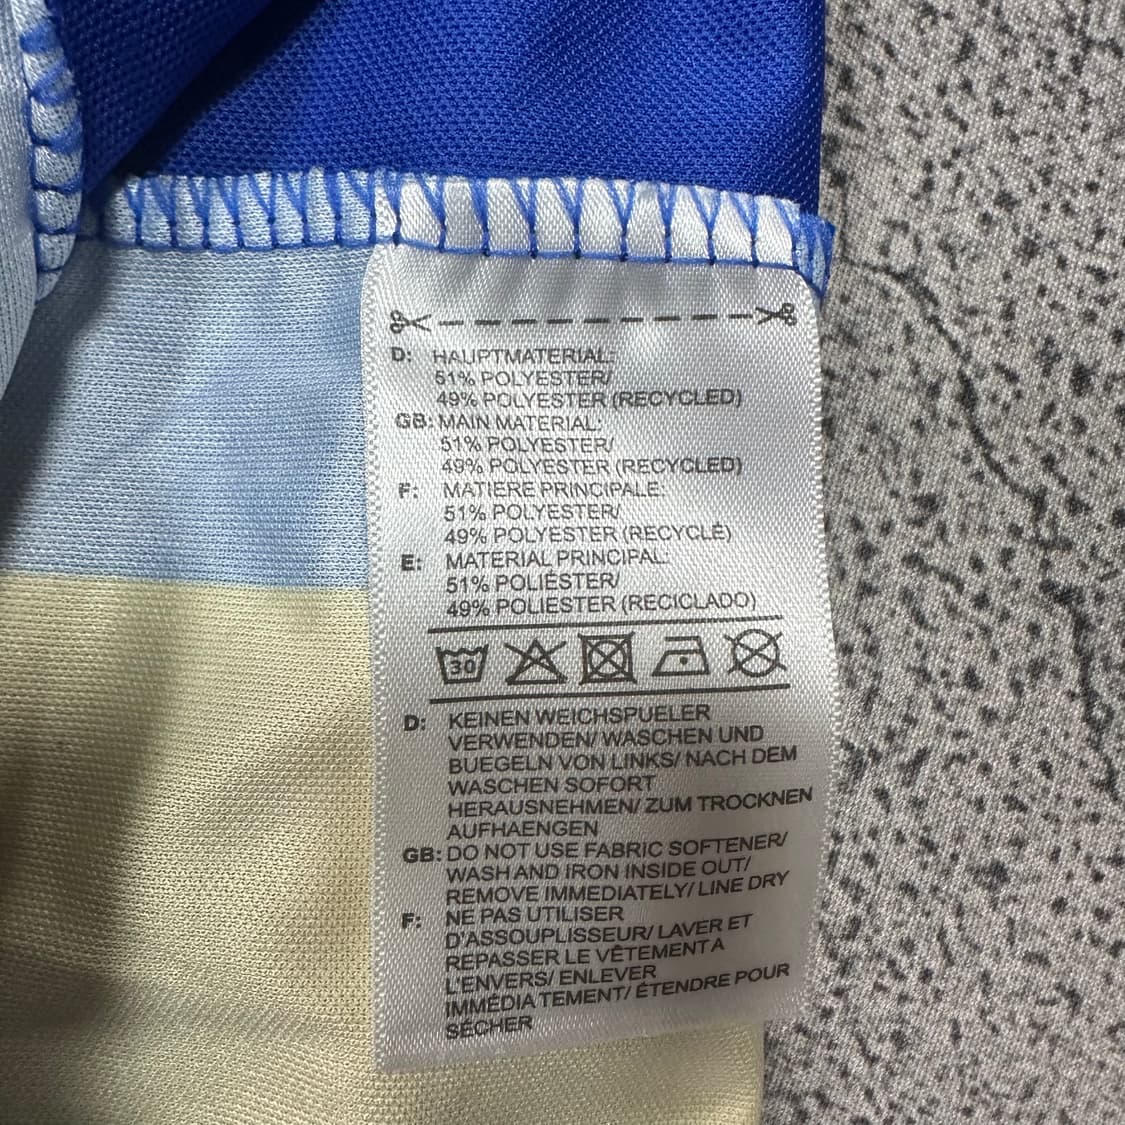 D: HAUPTMATERIAL:
51% POLYESTER/
49% POLYESTER (RECYCLED)
GB: MAIN MATERIAL:
51% POLYESTER/
49% POLYESTER (RECYCLED)
F: MATIERE PRINCIPALE:
51% POLYESTER/
49% POLYESTER (RECYCLÉ)
E: MATERIAL PRINCIPAL:
51% POLIÉSTER/
49% POLIESTER (RECICLADO)
30
D: KEINEN WEICHSPUELER
VERWENDEN/ WASCHEN UND
BUEGELN VON LINKS/ NACH DEM
WASCHEN SOFORT
HERAUSNEHMEN/ ZUM TROCKNEN
AUFHAENGEN
GB: DO NOT USE FABRIC SOFTENER/
WASH AND IRON INSIDE OUT/
REMOVE IMMEDIATELY/ LINE DRY
F: NE PAS UTILISER
D'ASSOUPLISSEUR/ LAVER ET
REPASSER LE VÊTEMENT A
L'ENVERS/ ENLEVER
IMMÉDIATEMENT/ ÉTENDRE POUR
SÉCHER